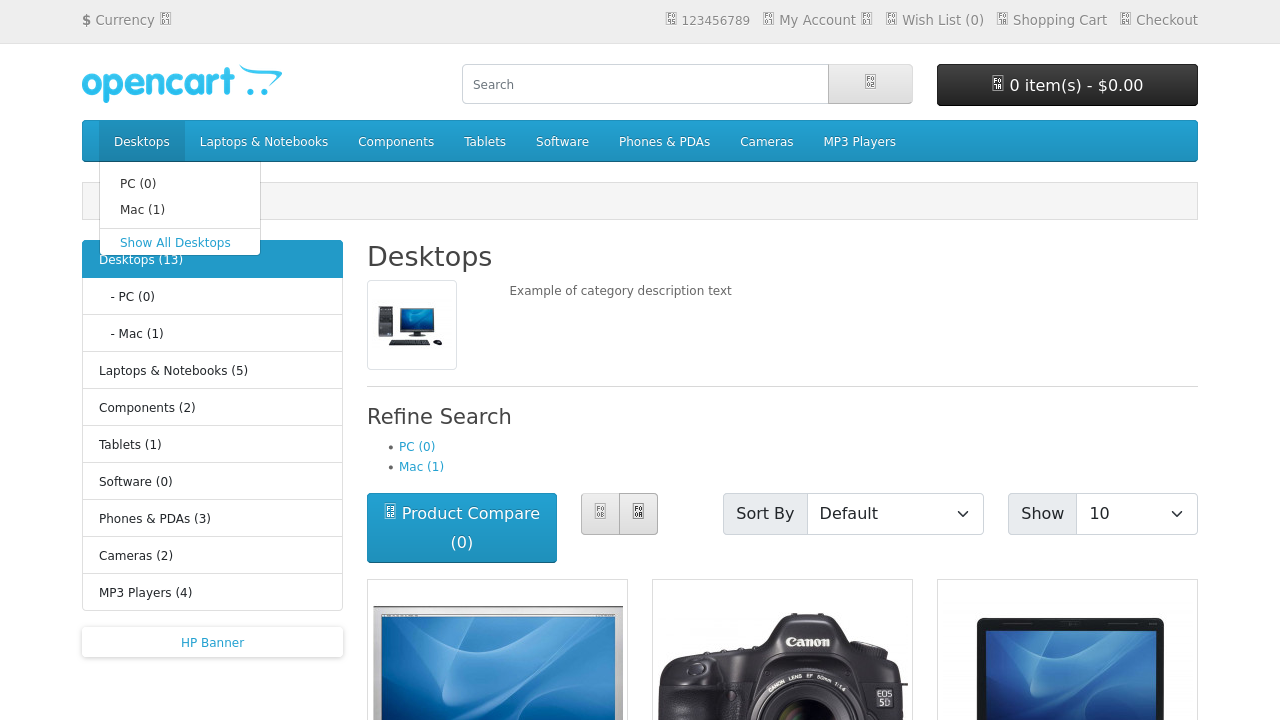 $ Currency
123456789
My Account
Wish List (0)
Shopping Cart
Checkout
opencart
Search
0 item(s) - $0.00
Desktops
Laptops & Notebooks
Components
Tablets
Software
Phones & PDAs
Cameras
MP3 Players
PC (0)
Mac (1)
Show All Desktops
Desktops (13)
- PC (0)
- Mac (1)
Laptops & Notebooks (5)
Components (2)
Tablets (1)
Software (0)
Phones & PDAs (3)
Cameras (2)
MP3 Players (4)
HP Banner
Desktops
Example of category description text
Refine Search
• PC (0)
• Mac (1)
Product Compare
(0)
Sort By
Default
Show
10
Canon
CANON LENS EF 50mm 1:1.4
EOS
5D